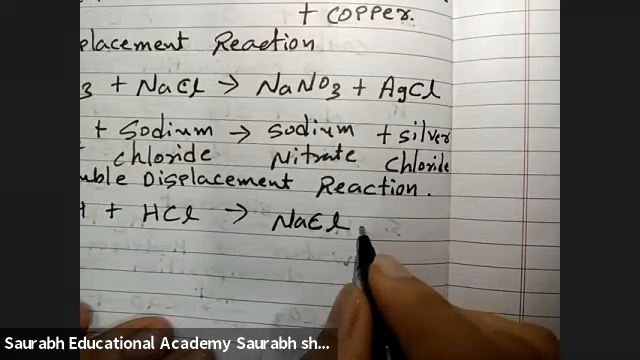 + COPPER.
placement Reaction
3 + NaCl → NaNO3 + AgCl
+ Sodium → sodium + silver
chloride Nitrate Chloride
uble Displacement Reaction.
H + HCl → NaCl
Saurabh Educational Academy Saurabh sh...